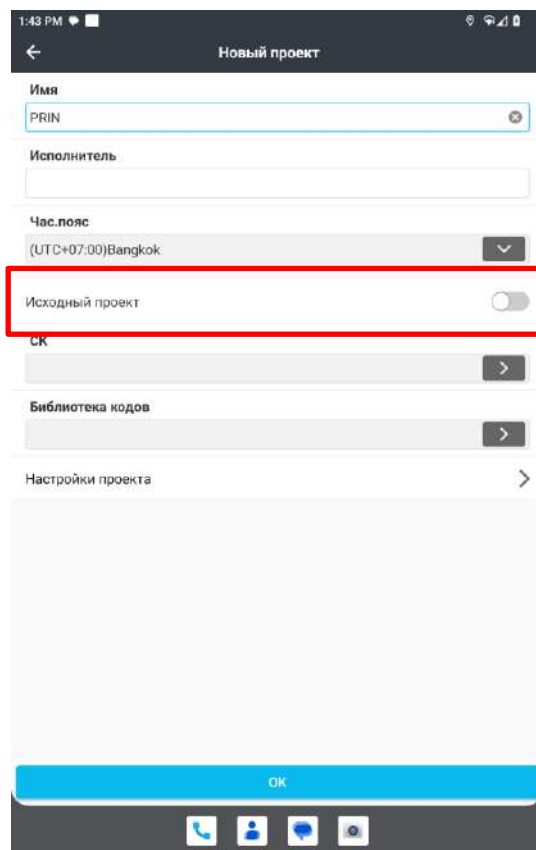 1:43 PM
Новый проект
Имя
PRIN
Исполнитель
Час.пояс
(UTC+07:00)Bangkok
Исходный проект
СК
Библиотека кодов
Настройки проекта
ОК